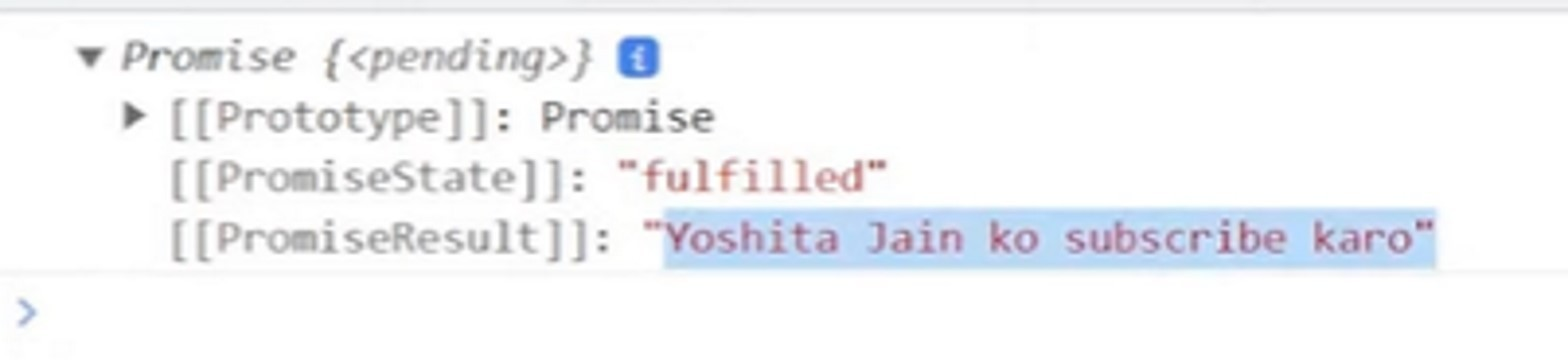 Promise {<pending>} i
[[Prototype]]: Promise
[[PromiseState]]: "fulfilled"
[[PromiseResult]]: "Yoshita Jain ko subscribe karo"
>